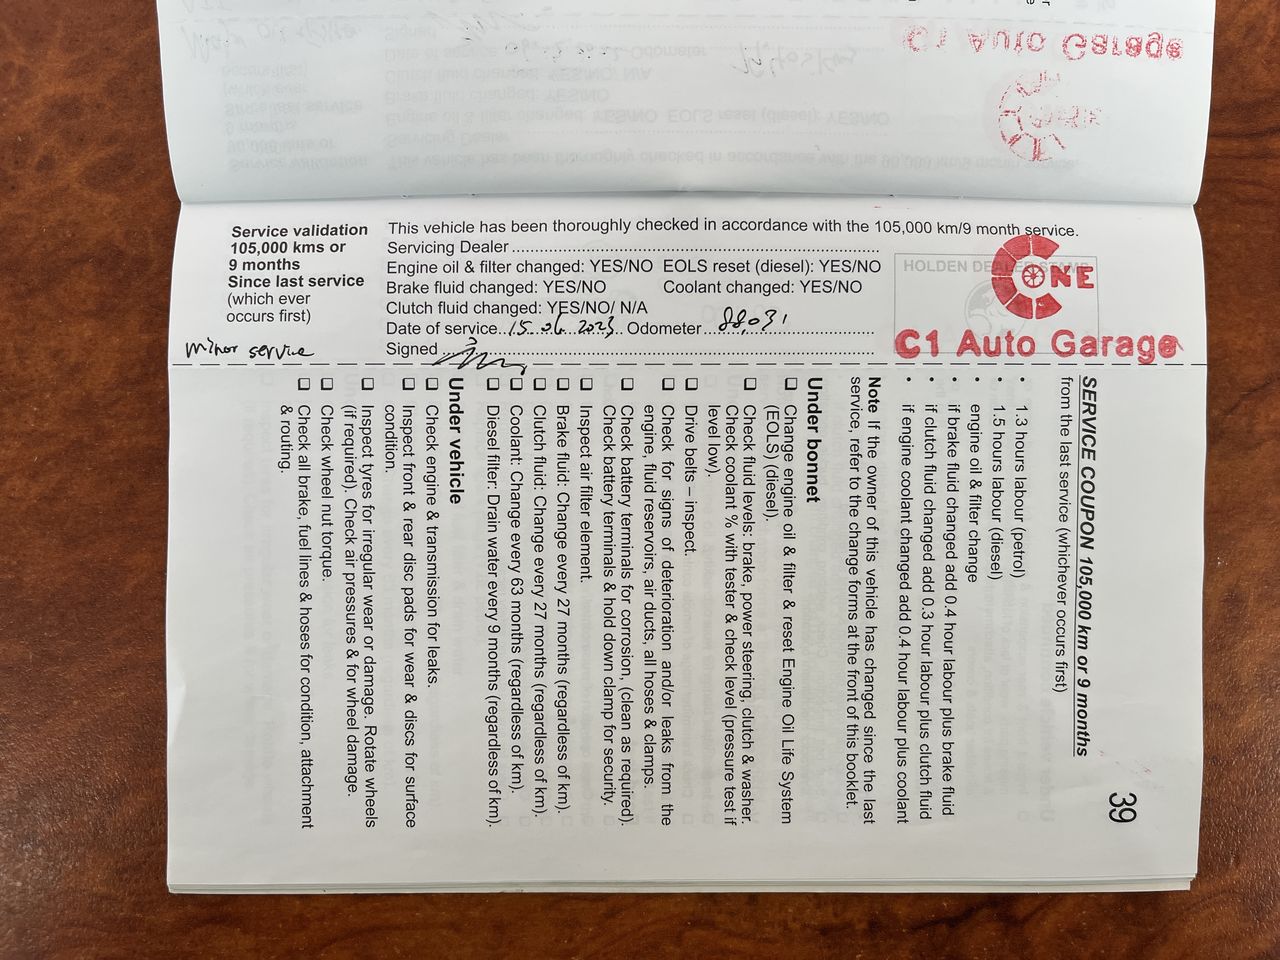 C1 Auto Garage
Service validation
105,000 kms or
9 months
Since last service
(which ever
occurs first)
minor service
This vehicle has been thoroughly checked in accordance with the 105,000 km/9 month service.
Servicing Dealer
Engine oil & filter changed: YES/NO EOLS reset (diesel): YES/NO
Brake fluid changed: YES/NO Coolant changed: YES/NO
Clutch fluid changed: YES/NO/ N/A
Date of service 15.06.2023 Odometer 88,031
Signed
HOLDEN DEALER STAMP
ONE
C1 Auto Garage
39
SERVICE COUPON 105,000 km or 9 months
from the last service (whichever occurs first)
• 1.3 hours labour (petrol)
• 1.5 hours labour (diesel)
• engine oil & filter change
• if brake fluid changed add 0.4 hour labour plus brake fluid
• if clutch fluid changed add 0.3 hour labour plus clutch fluid
• if engine coolant changed add 0.4 hour labour plus coolant
Note If the owner of this vehicle has changed since the last
service, refer to the change forms at the front of this booklet.
Under bonnet
☐ Change engine oil & filter & reset Engine Oil Life System
(EOLS) (diesel).
☐ Check fluid levels: brake, power steering, clutch & washer.
Check coolant % with tester & check level (pressure test if
level low).
☐ Drive belts – inspect.
☐ Check for signs of deterioration and/or leaks from the
engine, fluid reservoirs, air ducts, all hoses & clamps.
☐ Check battery terminals for corrosion, (clean as required).
Check battery terminals & hold down clamp for security.
☐ Inspect air filter element.
☐ Brake fluid: Change every 27 months (regardless of km).
☐ Clutch fluid: Change every 27 months (regardless of km).
☐ Coolant: Change every 63 months (regardless of km).
☐ Diesel filter: Drain water every 9 months (regardless of km).
Under vehicle
☐ Check engine & transmission for leaks.
☐ Inspect front & rear disc pads for wear & discs for surface
condition.
☐ Inspect tyres for irregular wear or damage. Rotate wheels
(if required). Check air pressures & for wheel damage.
☐ Check wheel nut torque.
☐ Check all brake, fuel lines & hoses for condition, attachment
& routing.